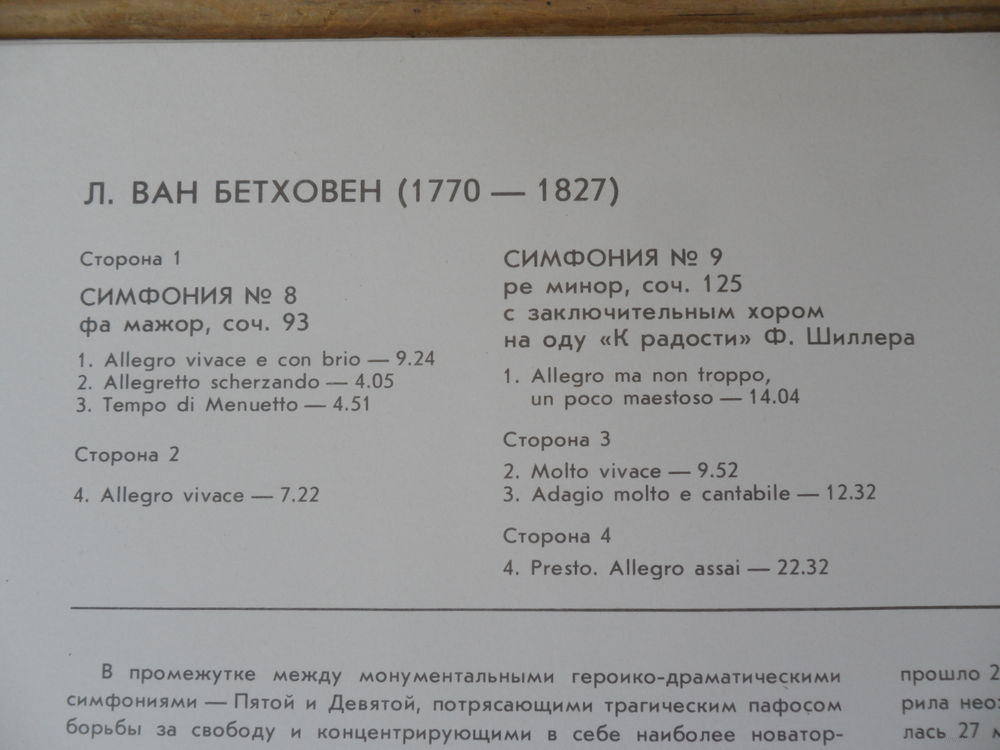 Л. ВАН БЕТХОВЕН (1770 — 1827)
Сторона 1
СИМФОНИЯ № 8
фа мажор, соч. 93
1. Allegro vivace e con brio — 9.24
2. Allegretto scherzando — 4.05
3. Tempo di Menuetto — 4.51
Сторона 2
4. Allegro vivace — 7.22
СИМФОНИЯ № 9
ре минор, соч. 125
с заключительным хором
на оду «К радости» Ф. Шиллера
1. Allegro ma non troppo,
un poco maestoso — 14.04
Сторона 3
2. Molto vivace — 9.52
3. Adagio molto e cantabile — 12.32
Сторона 4
4. Presto. Allegro assai — 22.32
В промежутке между монументальными героико-драматическими
симфониями — Пятой и Девятой, потрясающими трагическим пафосом
борьбы за свободу и концентрирующими в себе наиболее новатор-
прошло 2
рила
лась 27